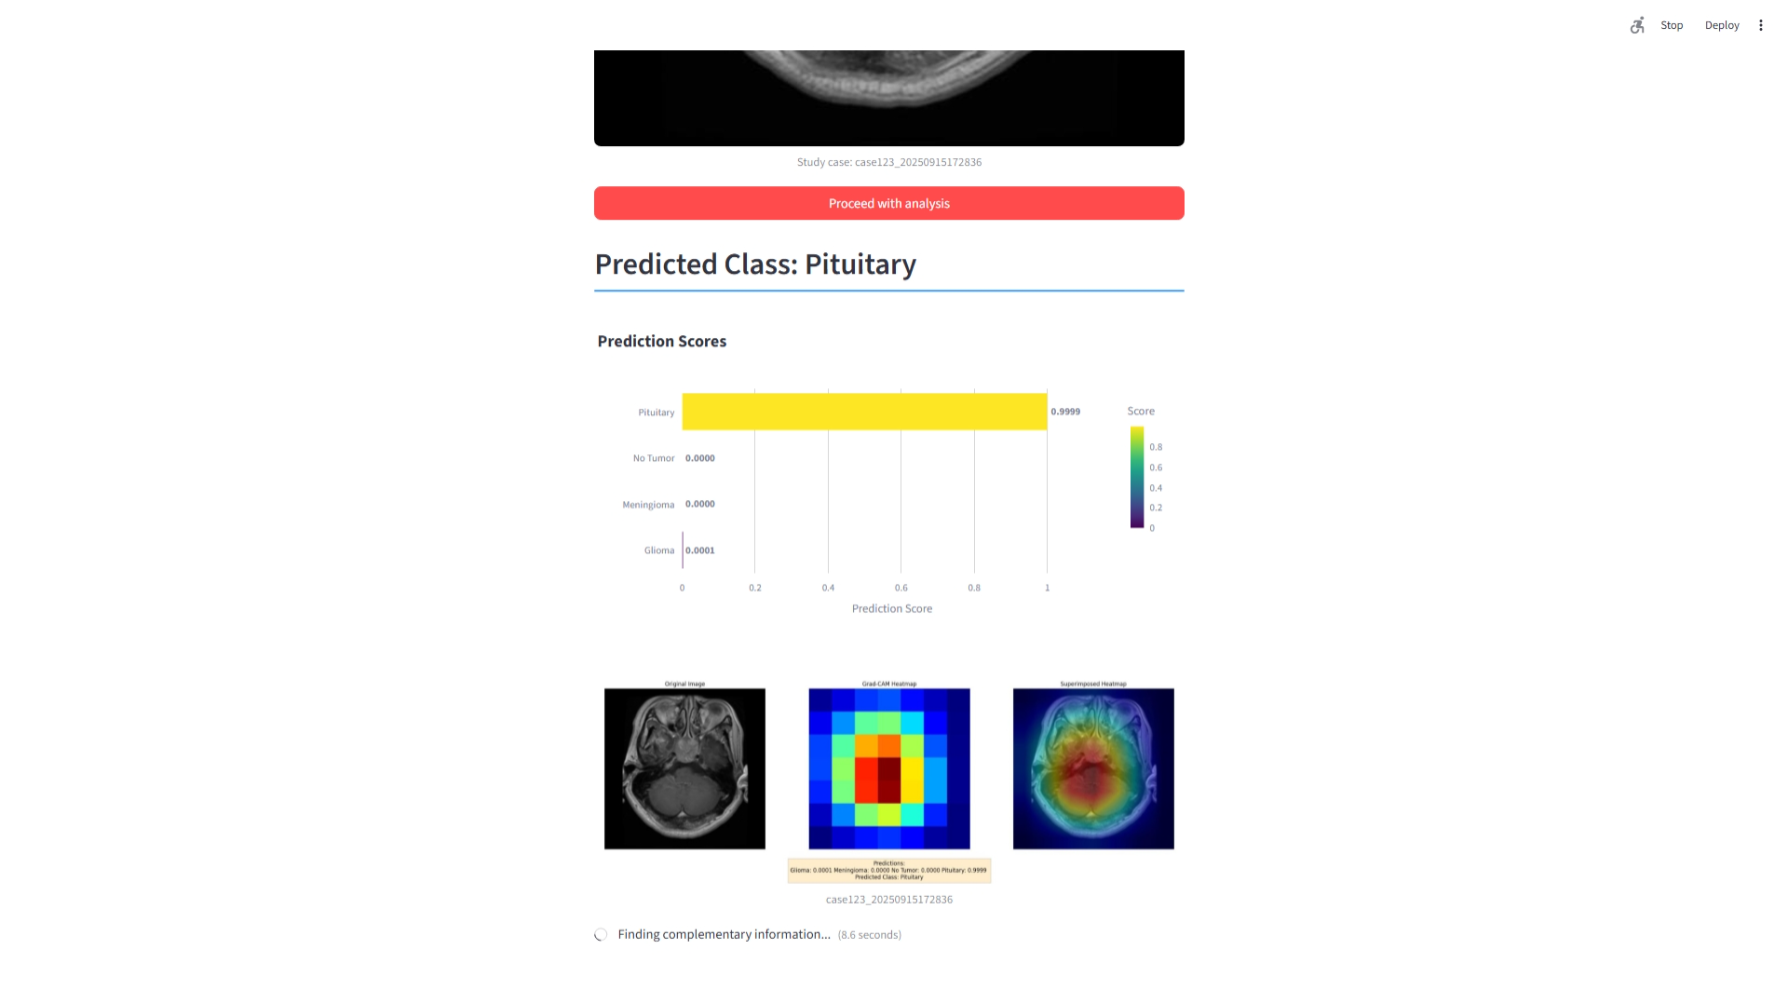 Stop Deploy
Study case: case123_20250915172836
Proceed with analysis
Predicted Class: Pituitary
Prediction Scores
Pituitary 0.9999
No Tumor 0.0000
Meningioma 0.0000
Glioma 0.0001
0 0.2 0.4 0.6 0.8 1
Prediction Score
Score
0.8
0.6
0.4
0.2
0
Original Image
Grad-CAM Heatmap
Superimposed Heatmap
Predictions:
Glioma: 0.0001 Meningioma: 0.0000 No Tumor: 0.0000 Pituitary: 0.9999
Predicted Class: Pituitary
case123_20250915172836
Finding complementary information... (8.6 seconds)